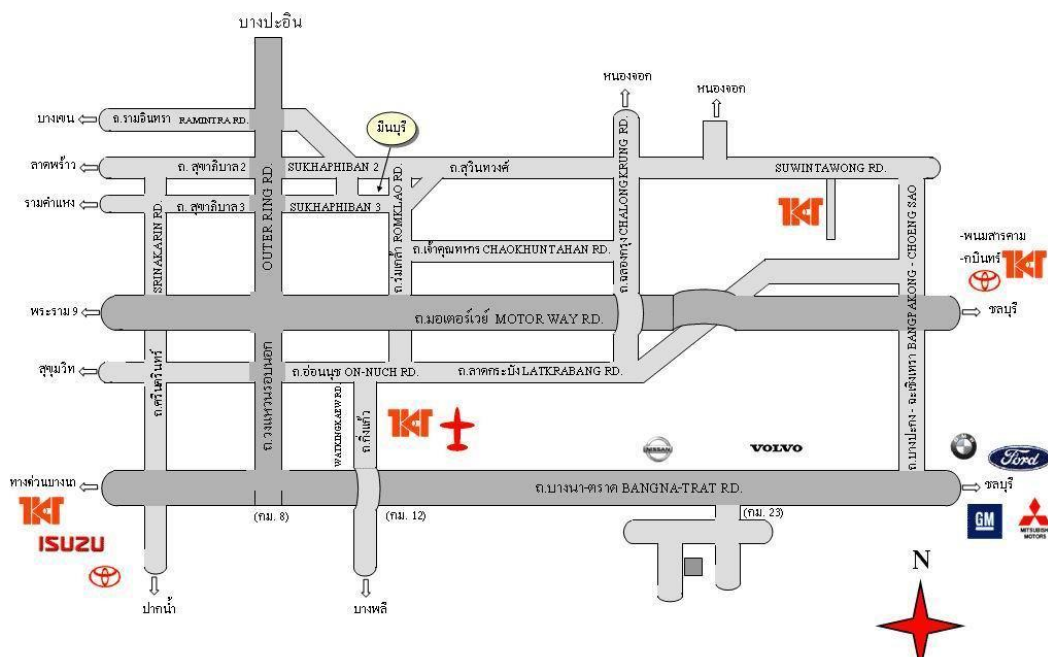 บางปะอิน
หนองจอก
หนองจอก
บางเขน
ถ.รามอินทรา RAMINTRA RD.
มีนบุรี
ลาดพร้าว
ถ. สุขาภิบาล 2 SUKHAPHIBAN 2
ถ.สุวินทวงศ์
SUWINTAWONG RD.
รามคำแหง
ถ. สุขาภิบาล 3 SUKHAPHIBAN 3
SRINAKARIN RD.
ถ.ศรีนครินทร์
OUTER RING RD.
ถ.วงแหวนรอบนอก
ถ.ร่มเกล้า ROMKLAO RD.
ถ.เจ้าคุณทหาร CHAOKHUNTAHAN RD.
ถ.ฉลองกรุง CHALONG KRUNG RD.
TKT
ถ.บางปะกง - ฉะเชิงเทรา BANGPAKONG - CHOENG SAO
-พนมสารคาม
-กบินทร์
TKT
พระราม 9
ถ.มอเตอร์เวย์ MOTOR WAY RD.
ชลบุรี
สุขุมวิท
ถ.อ่อนนุช ON-NUCH RD.
ถ.ลาดกระบัง LATKRABANG RD.
WATKINGKAEW RD.
ถ.กิ่งแก้ว
TKT
NISSAN
VOLVO
BMW
Ford
ทางด่วนบางนา
ถ.บางนา-ตราด BANGNA-TRAT RD.
ชลบุรี
TKT
(กม. 8)
(กม. 12)
(กม. 23)
GM
MITSUBISHI
MOTORS
ISUZU
N
ปากน้ำ
บางพลี